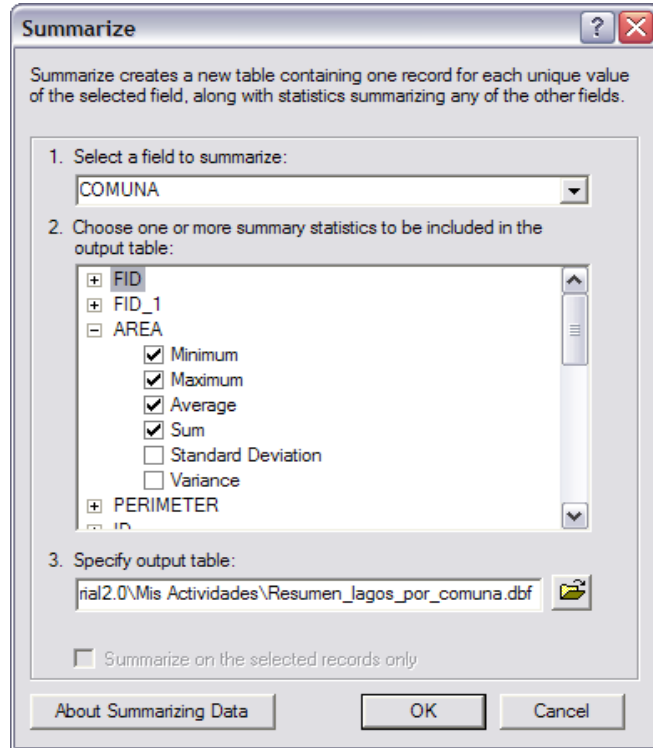 Summarize
Summarize creates a new table containing one record for each unique value
of the selected field, along with statistics summarizing any of the other fields.
1. Select a field to summarize:
COMUNA
2. Choose one or more summary statistics to be included in the
output table:
FID
FID_1
AREA
Minimum
Maximum
Average
Sum
Standard Deviation
Variance
PERIMETER
ID
3. Specify output table:
rial2.0\Mis Actividades\Resumen_lagos_por_comuna.dbf
Summarize on the selected records only
About Summarizing Data
OK
Cancel